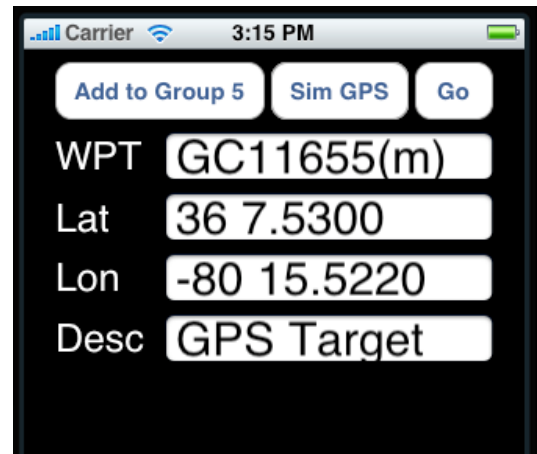 Carrier 3:15 PM
Add to Group 5 Sim GPS Go
WPT GC11655(m)
Lat 36 7.5300
Lon -80 15.5220
Desc GPS Target